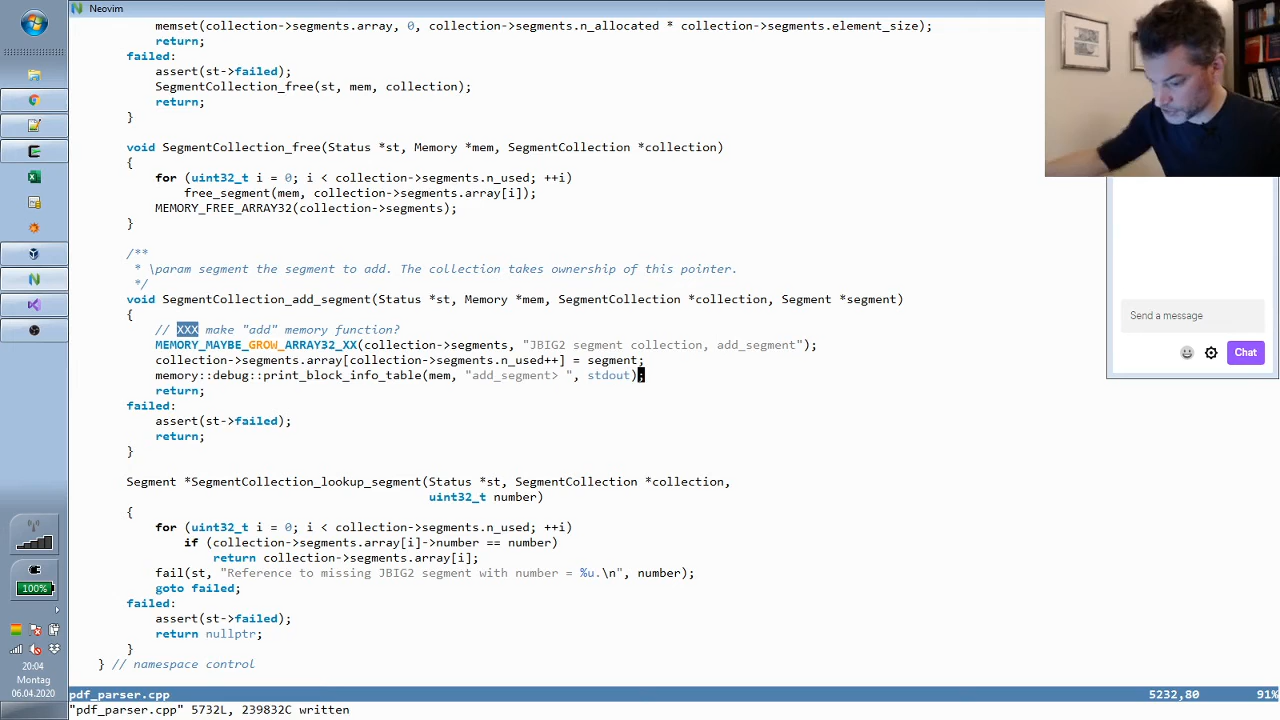 Neovim
memset(collection->segments.array, 0, collection->segments.n_allocated * collection->segments.element_size);
return;
failed:
assert(st->failed);
SegmentCollection_free(st, mem, collection);
return;
}
void SegmentCollection_free(Status *st, Memory *mem, SegmentCollection *collection)
{
for (uint32_t i = 0; i < collection->segments.n_used; ++i)
free_segment(mem, collection->segments.array[i]);
MEMORY_FREE_ARRAY32(collection->segments);
}
/**
* \param segment the segment to add. The collection takes ownership of this pointer.
*/
void SegmentCollection_add_segment(Status *st, Memory *mem, SegmentCollection *collection, Segment *segment)
{
// XXX make "add" memory function?
MEMORY_MAYBE_GROW_ARRAY32_XX(collection->segments, "JBIG2 segment collection, add_segment");
collection->segments.array[collection->segments.n_used++] = segment;
memory::debug::print_block_info_table(mem, "add_segment> ", stdout);
return;
failed:
assert(st->failed);
return;
}
Segment *SegmentCollection_lookup_segment(Status *st, SegmentCollection *collection,
uint32_t number)
{
for (uint32_t i = 0; i < collection->segments.n_used; ++i)
if (collection->segments.array[i]->number == number)
return collection->segments.array[i];
fail(st, "Reference to missing JBIG2 segment with number = %u.\n", number);
goto failed;
failed:
assert(st->failed);
return nullptr;
}
} // namespace control
pdf_parser.cpp 5232,80 91%
"pdf_parser.cpp" 5732L, 239832C written
Send a message
Chat
100%
20:04
Montag
06.04.2020